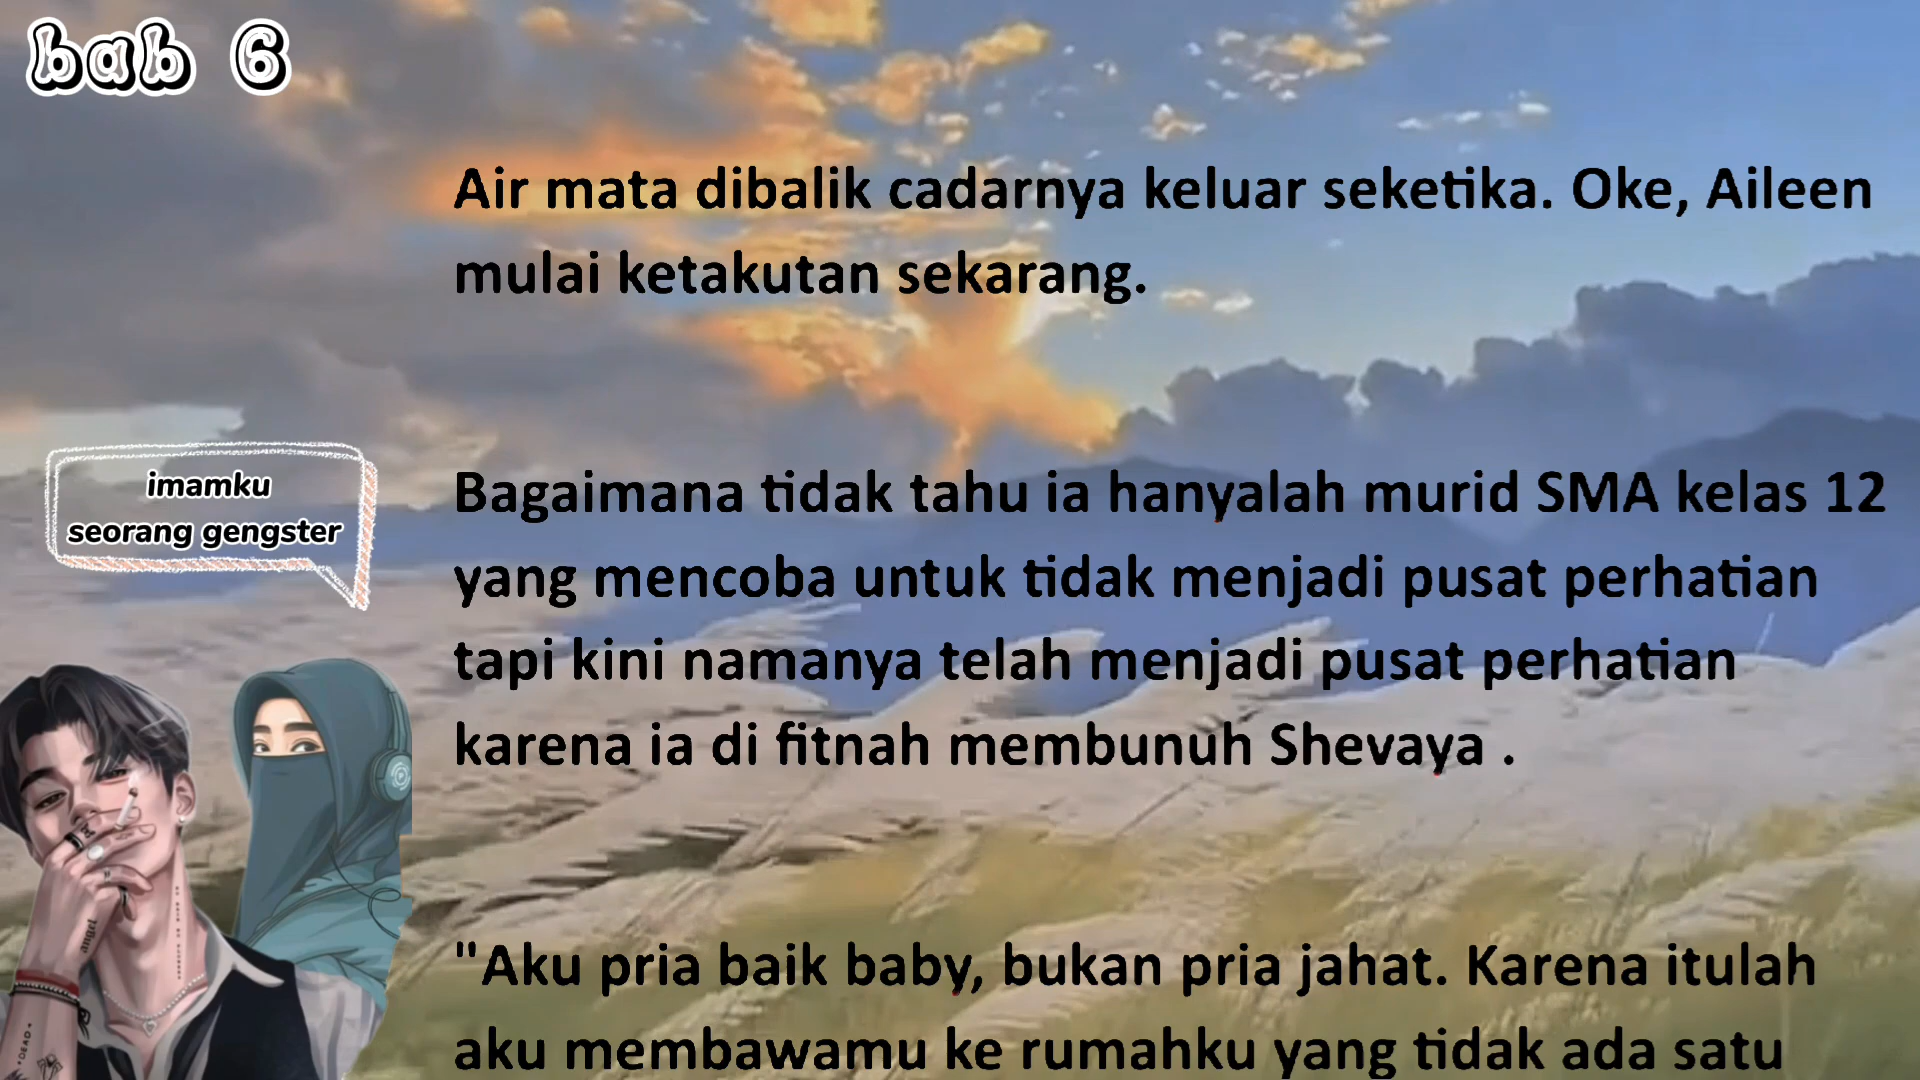 bab 6
Air mata dibalik cadarnya keluar seketika. Oke, Aileen
mulai ketakutan sekarang.
imamku
seorang gengster
Bagaimana tidak tahu ia hanyalah murid SMA kelas 12
yang mencoba untuk tidak menjadi pusat perhatian
tapi kini namanya telah menjadi pusat perhatian
karena ia di fitnah membunuh Shevaya .
"Aku pria baik baby, bukan pria jahat. Karena itulah
aku membawamu ke rumahku yang tidak ada satu